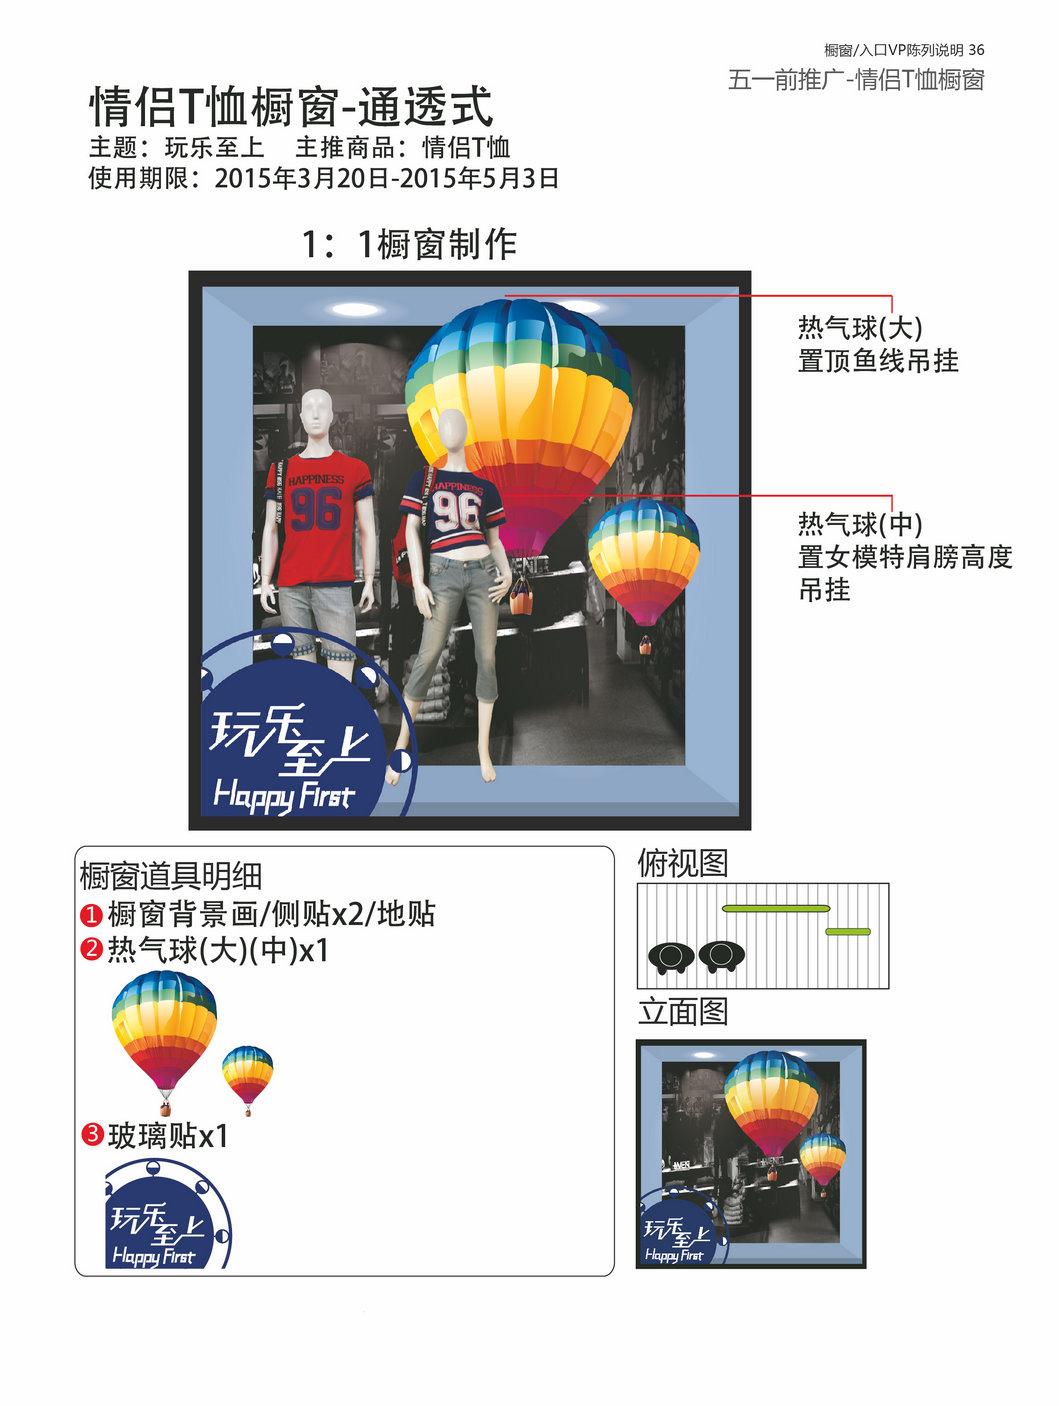 橱窗/入口VP陈列说明 36
五一前推广-情侣T恤橱窗
情侣T恤橱窗-通透式
主题：玩乐至上　主推商品：情侣T恤
使用期限：2015年3月20日-2015年5月3日
1：1橱窗制作
热气球(大)
置顶鱼线吊挂
HAPPINESS
96
HAPPINESS
96
热气球(中)
置女模特肩膀高度
吊挂
玩乐至上
Happy First
橱窗道具明细
1 橱窗背景画/侧贴x2/地贴
2 热气球(大)(中)x1
3 玻璃贴x1
玩乐至上
Happy First
俯视图
立面图
玩乐至上
Happy First